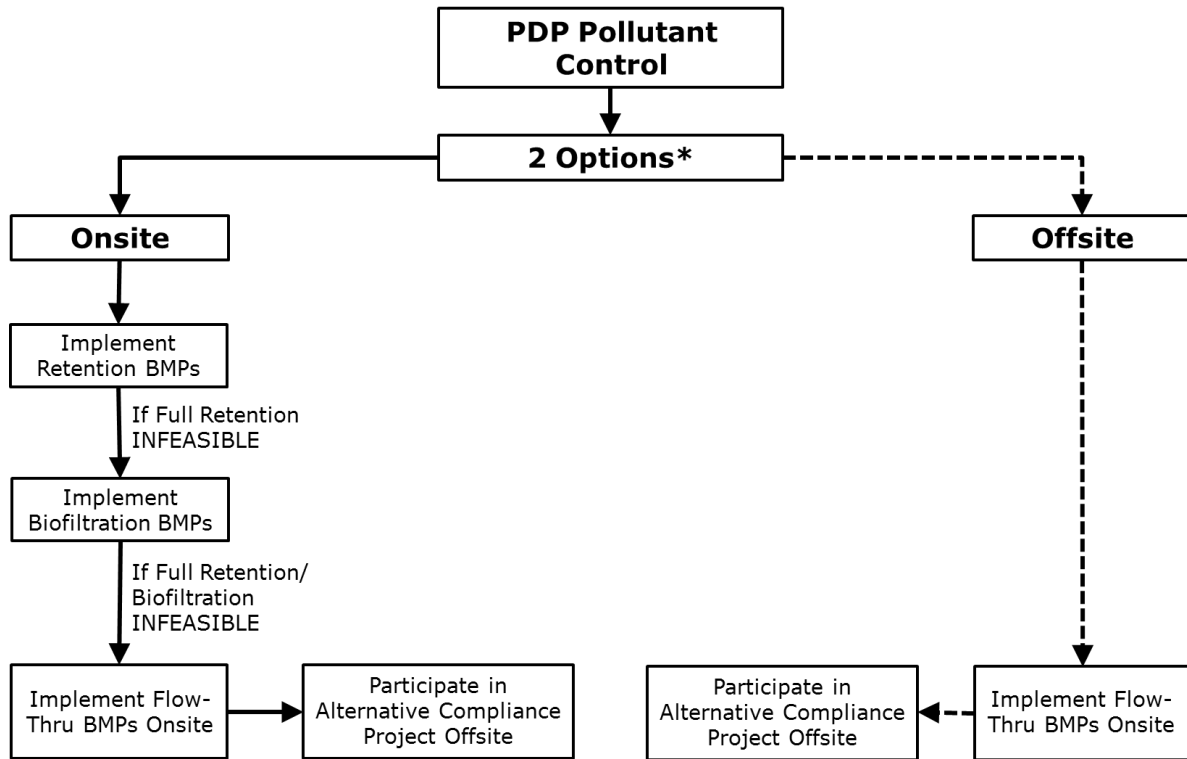 PDP Pollutant
Control
2 Options*
Onsite
Offsite
Implement
Retention BMPs
If Full Retention
INFEASIBLE
Implement
Biofiltration BMPs
If Full Retention/
Biofiltration
INFEASIBLE
Implement Flow-
Thru BMPs Onsite
Participate in
Alternative Compliance
Project Offsite
Participate in
Alternative Compliance
Project Offsite
Implement Flow-
Thru BMPs Onsite